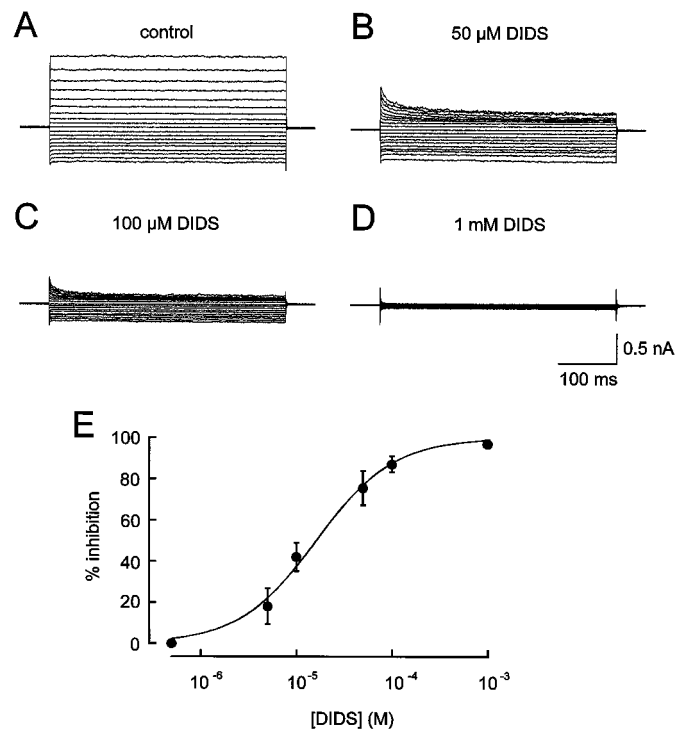 A
control
B
50 µM DIDS
C
100 µM DIDS
D
1 mM DIDS
0.5 nA
100 ms
E
100
80
60
40
20
0
% inhibition
10-6
10-5
10-4
10-3
[DIDS] (M)